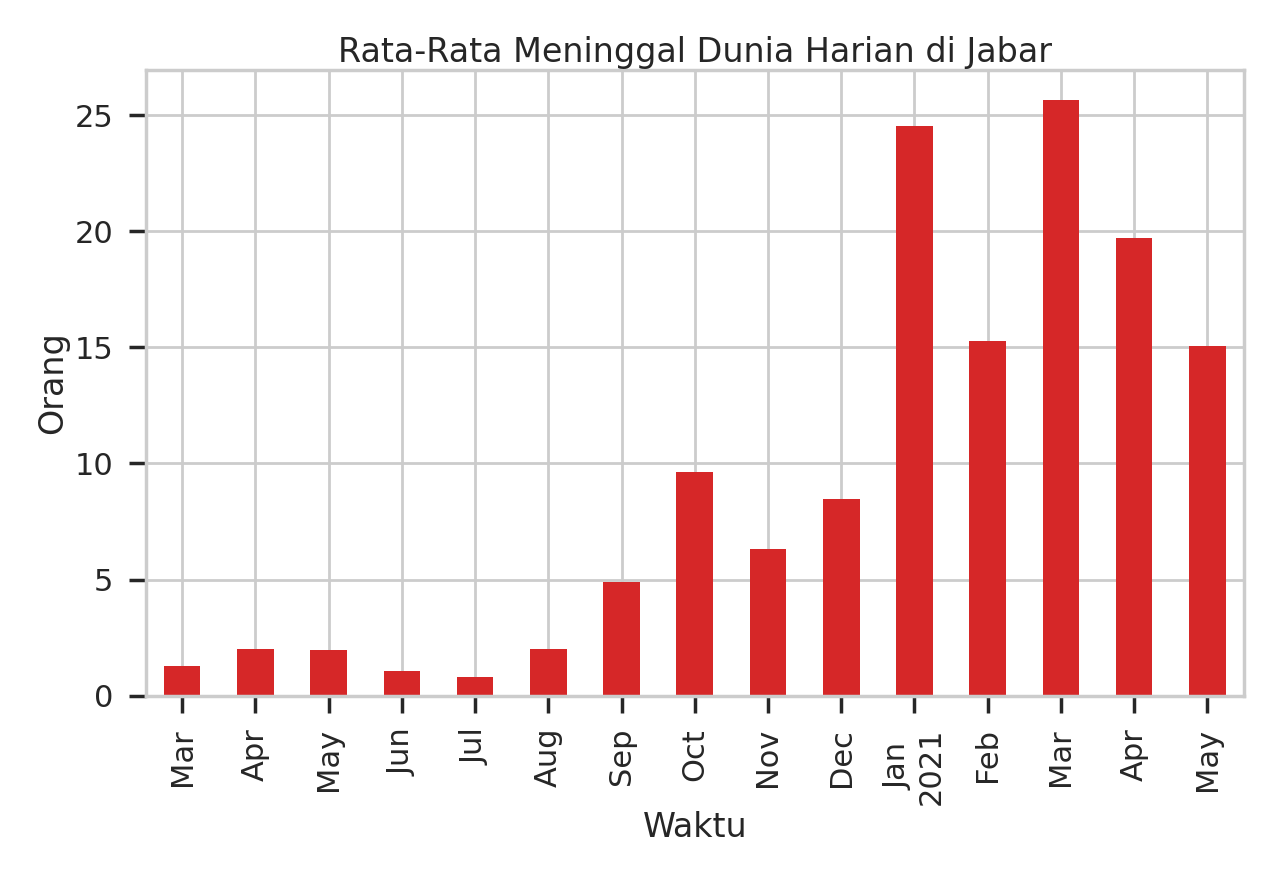 Rata-Rata Meninggal Dunia Harian di Jabar
25
20
15
10
5
0
Orang
Mar
Apr
May
Jun
Jul
Aug
Sep
Oct
Nov
Dec
Jan
2021
Feb
Mar
Apr
May
Waktu